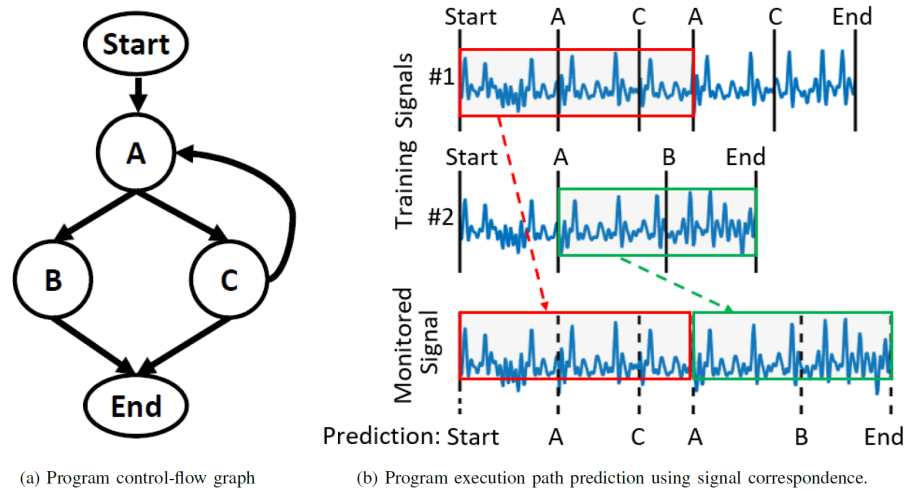 Start
A
B
C
End
Start A C A C End
Training Signals
#1
Start A B End
#2
Monitored
Signal
Prediction: Start A C A B End
(a) Program control-flow graph
(b) Program execution path prediction using signal correspondence.